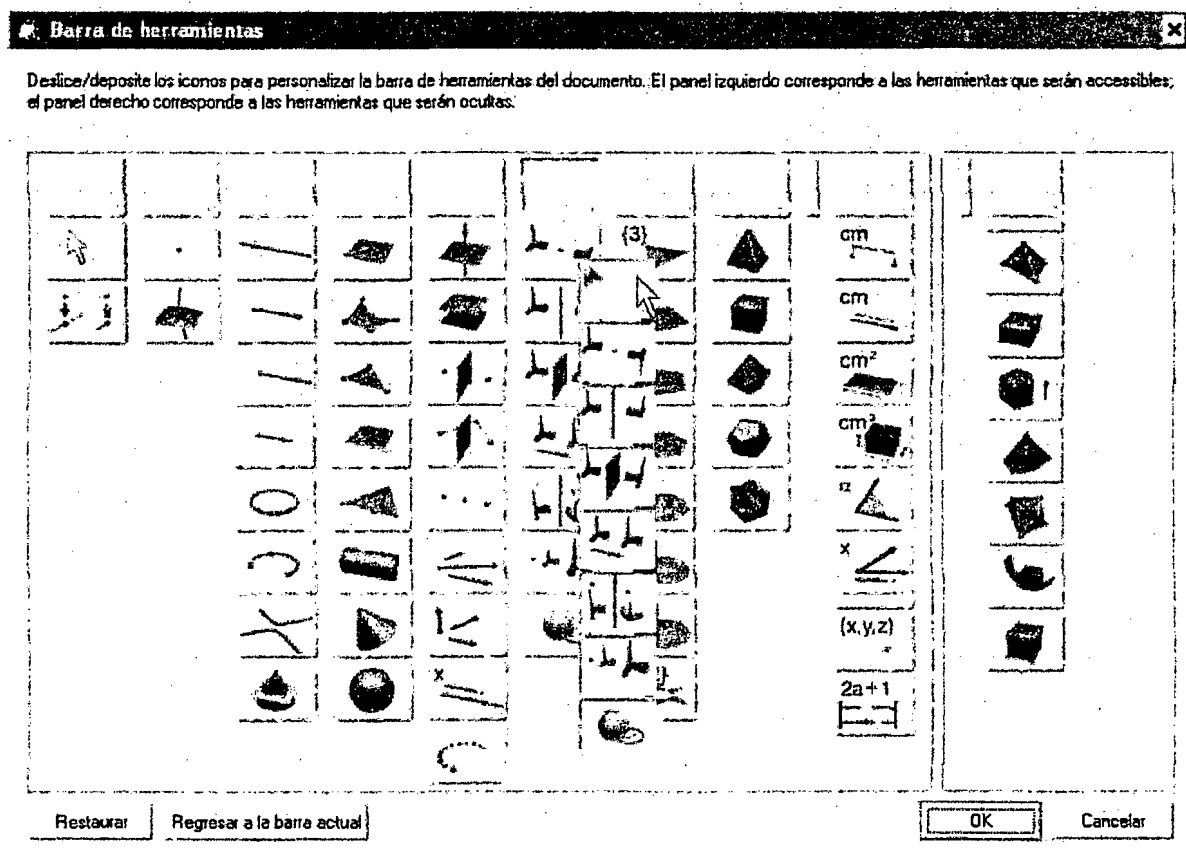 Barra de herramientas
Deslice/deposite los iconos para personalizar la barra de herramientas del documento. El panel izquierdo corresponde a las herramientas que serán accessibles;
el panel derecho corresponde a las herramientas que serán ocultas.
{3}
cm
cm
cm²
cm³
α
x
(x,y,z)
x
2a+1
Restaurar
Regresar a la barra actual
OK
Cancelar